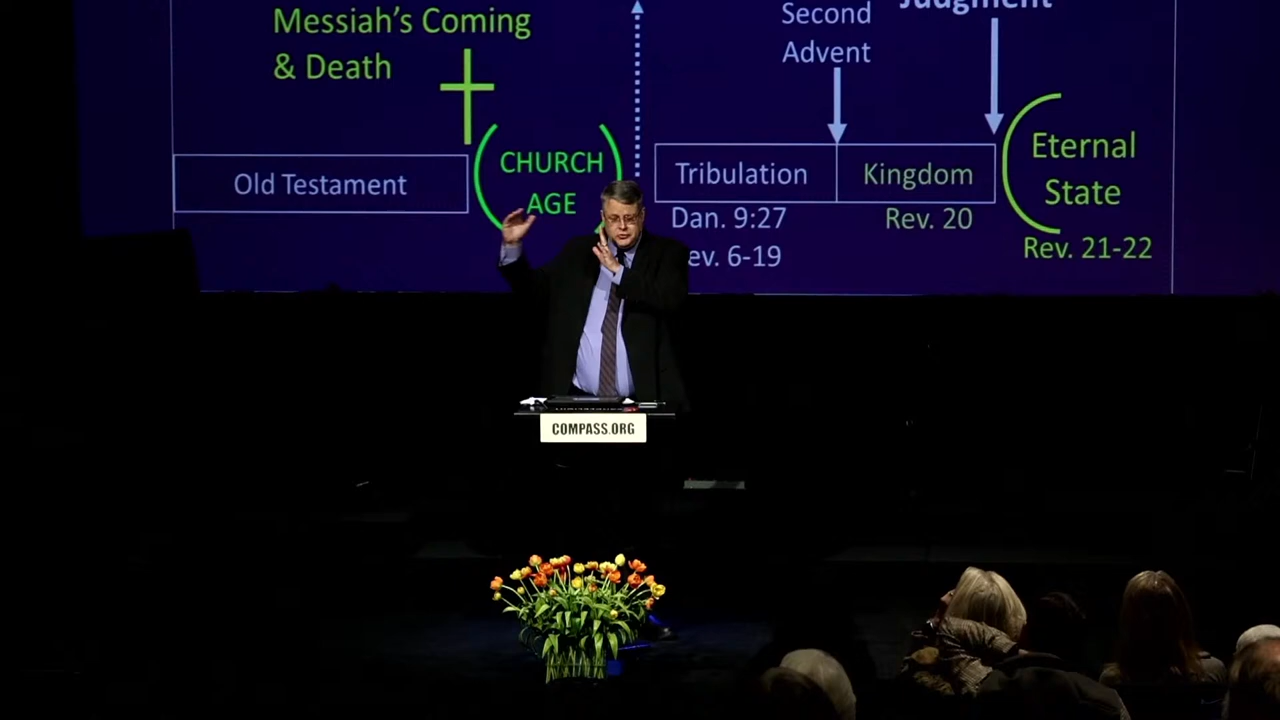 Messiah's Coming
& Death
Second
Advent
Judgment
Old Testament
CHURCH
AGE
Tribulation
Kingdom
Eternal
State
Dan. 9:27
ev. 6-19
Rev. 20
Rev. 21-22
COMPASS.ORG